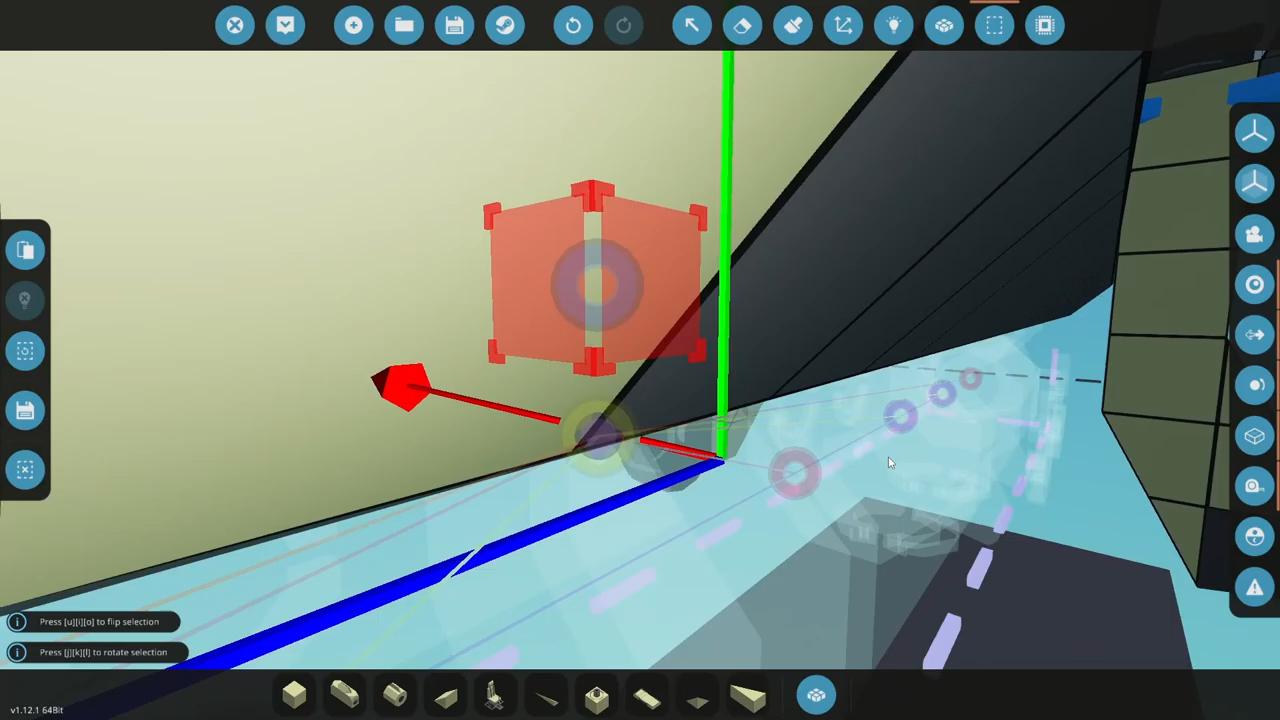 Press [u][i][o] to flip selection
Press [j][k][l] to rotate selection
v1.12.1 64Bit